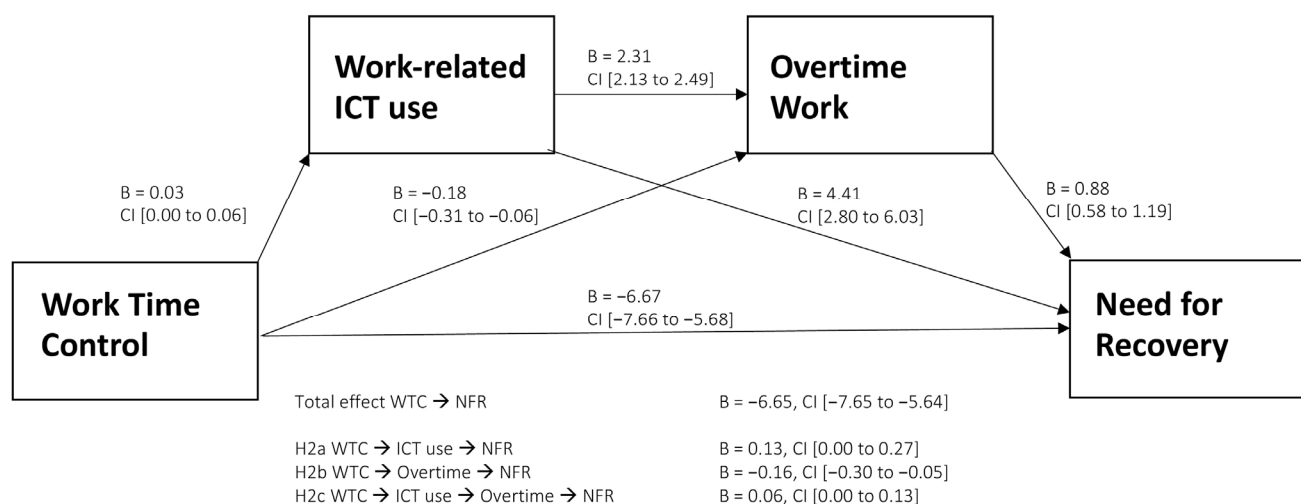 Work-related
ICT use
B = 2.31
CI [2.13 to 2.49]
Overtime
Work
B = 0.03
CI [0.00 to 0.06]
B = −0.18
CI [−0.31 to −0.06]
B = 4.41
CI [2.80 to 6.03]
B = 0.88
CI [0.58 to 1.19]
Work Time
Control
B = −6.67
CI [−7.66 to −5.68]
Need for
Recovery
Total effect WTC → NFR B = −6.65, CI [−7.65 to −5.64]
H2a WTC → ICT use → NFR B = 0.13, CI [0.00 to 0.27]
H2b WTC → Overtime → NFR B = −0.16, CI [−0.30 to −0.05]
H2c WTC → ICT use → Overtime → NFR B = 0.06, CI [0.00 to 0.13]